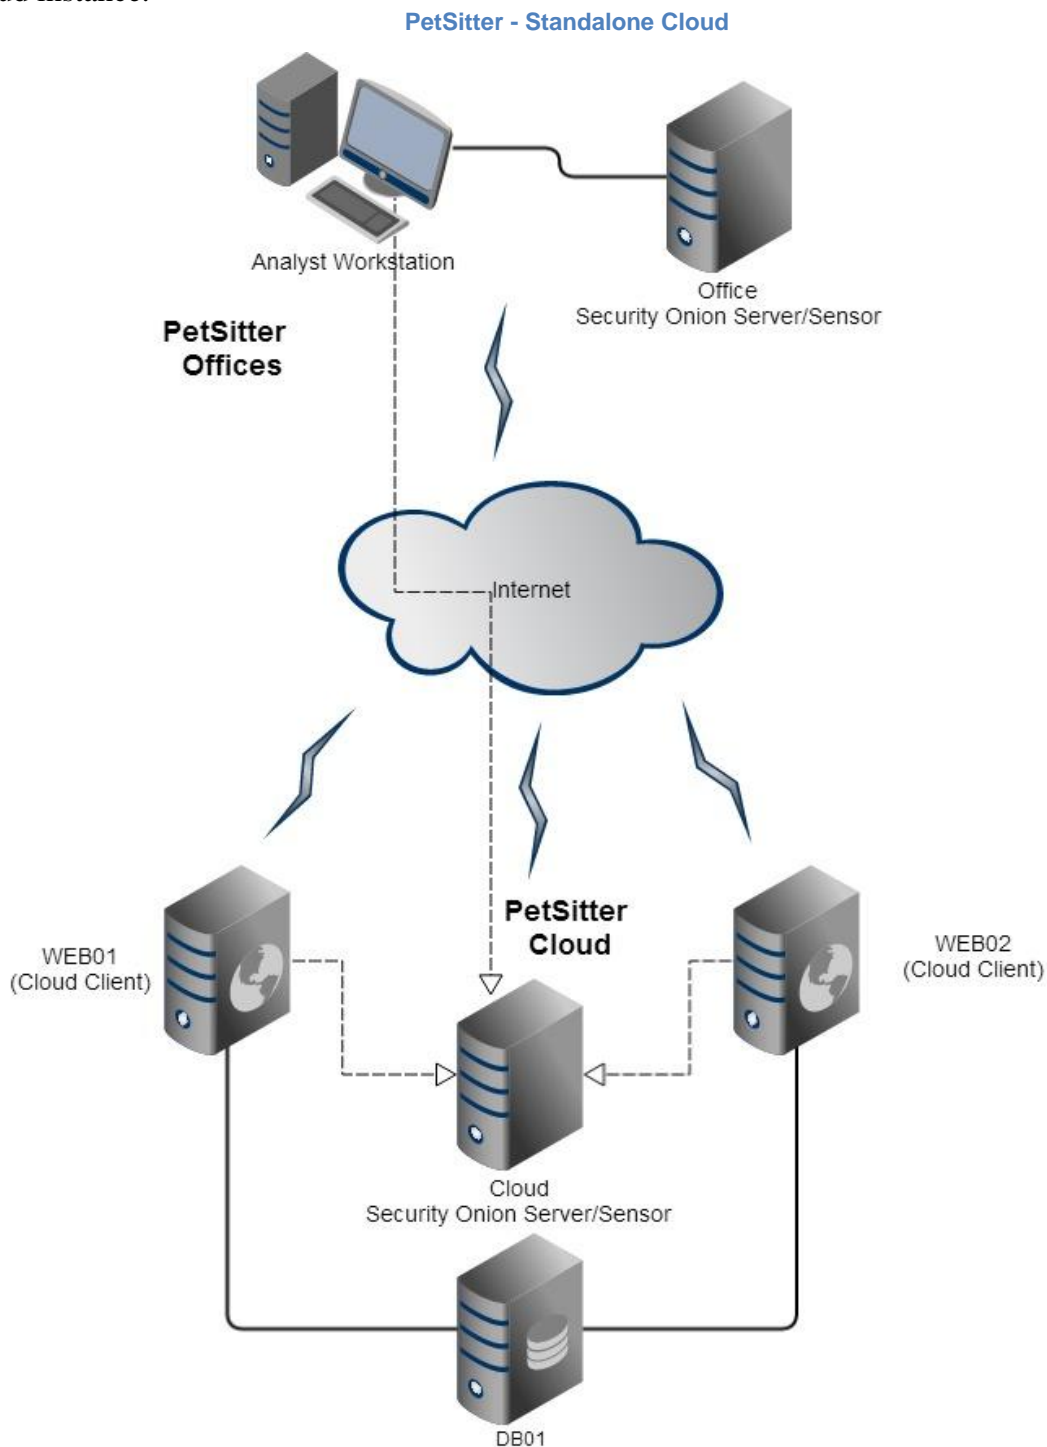 PetSitter - Standalone Cloud
Analyst Workstation
Office
Security Onion Server/Sensor
PetSitter
Offices
Internet
PetSitter
Cloud
WEB01
(Cloud Client)
WEB02
(Cloud Client)
Cloud
Security Onion Server/Sensor
DB01